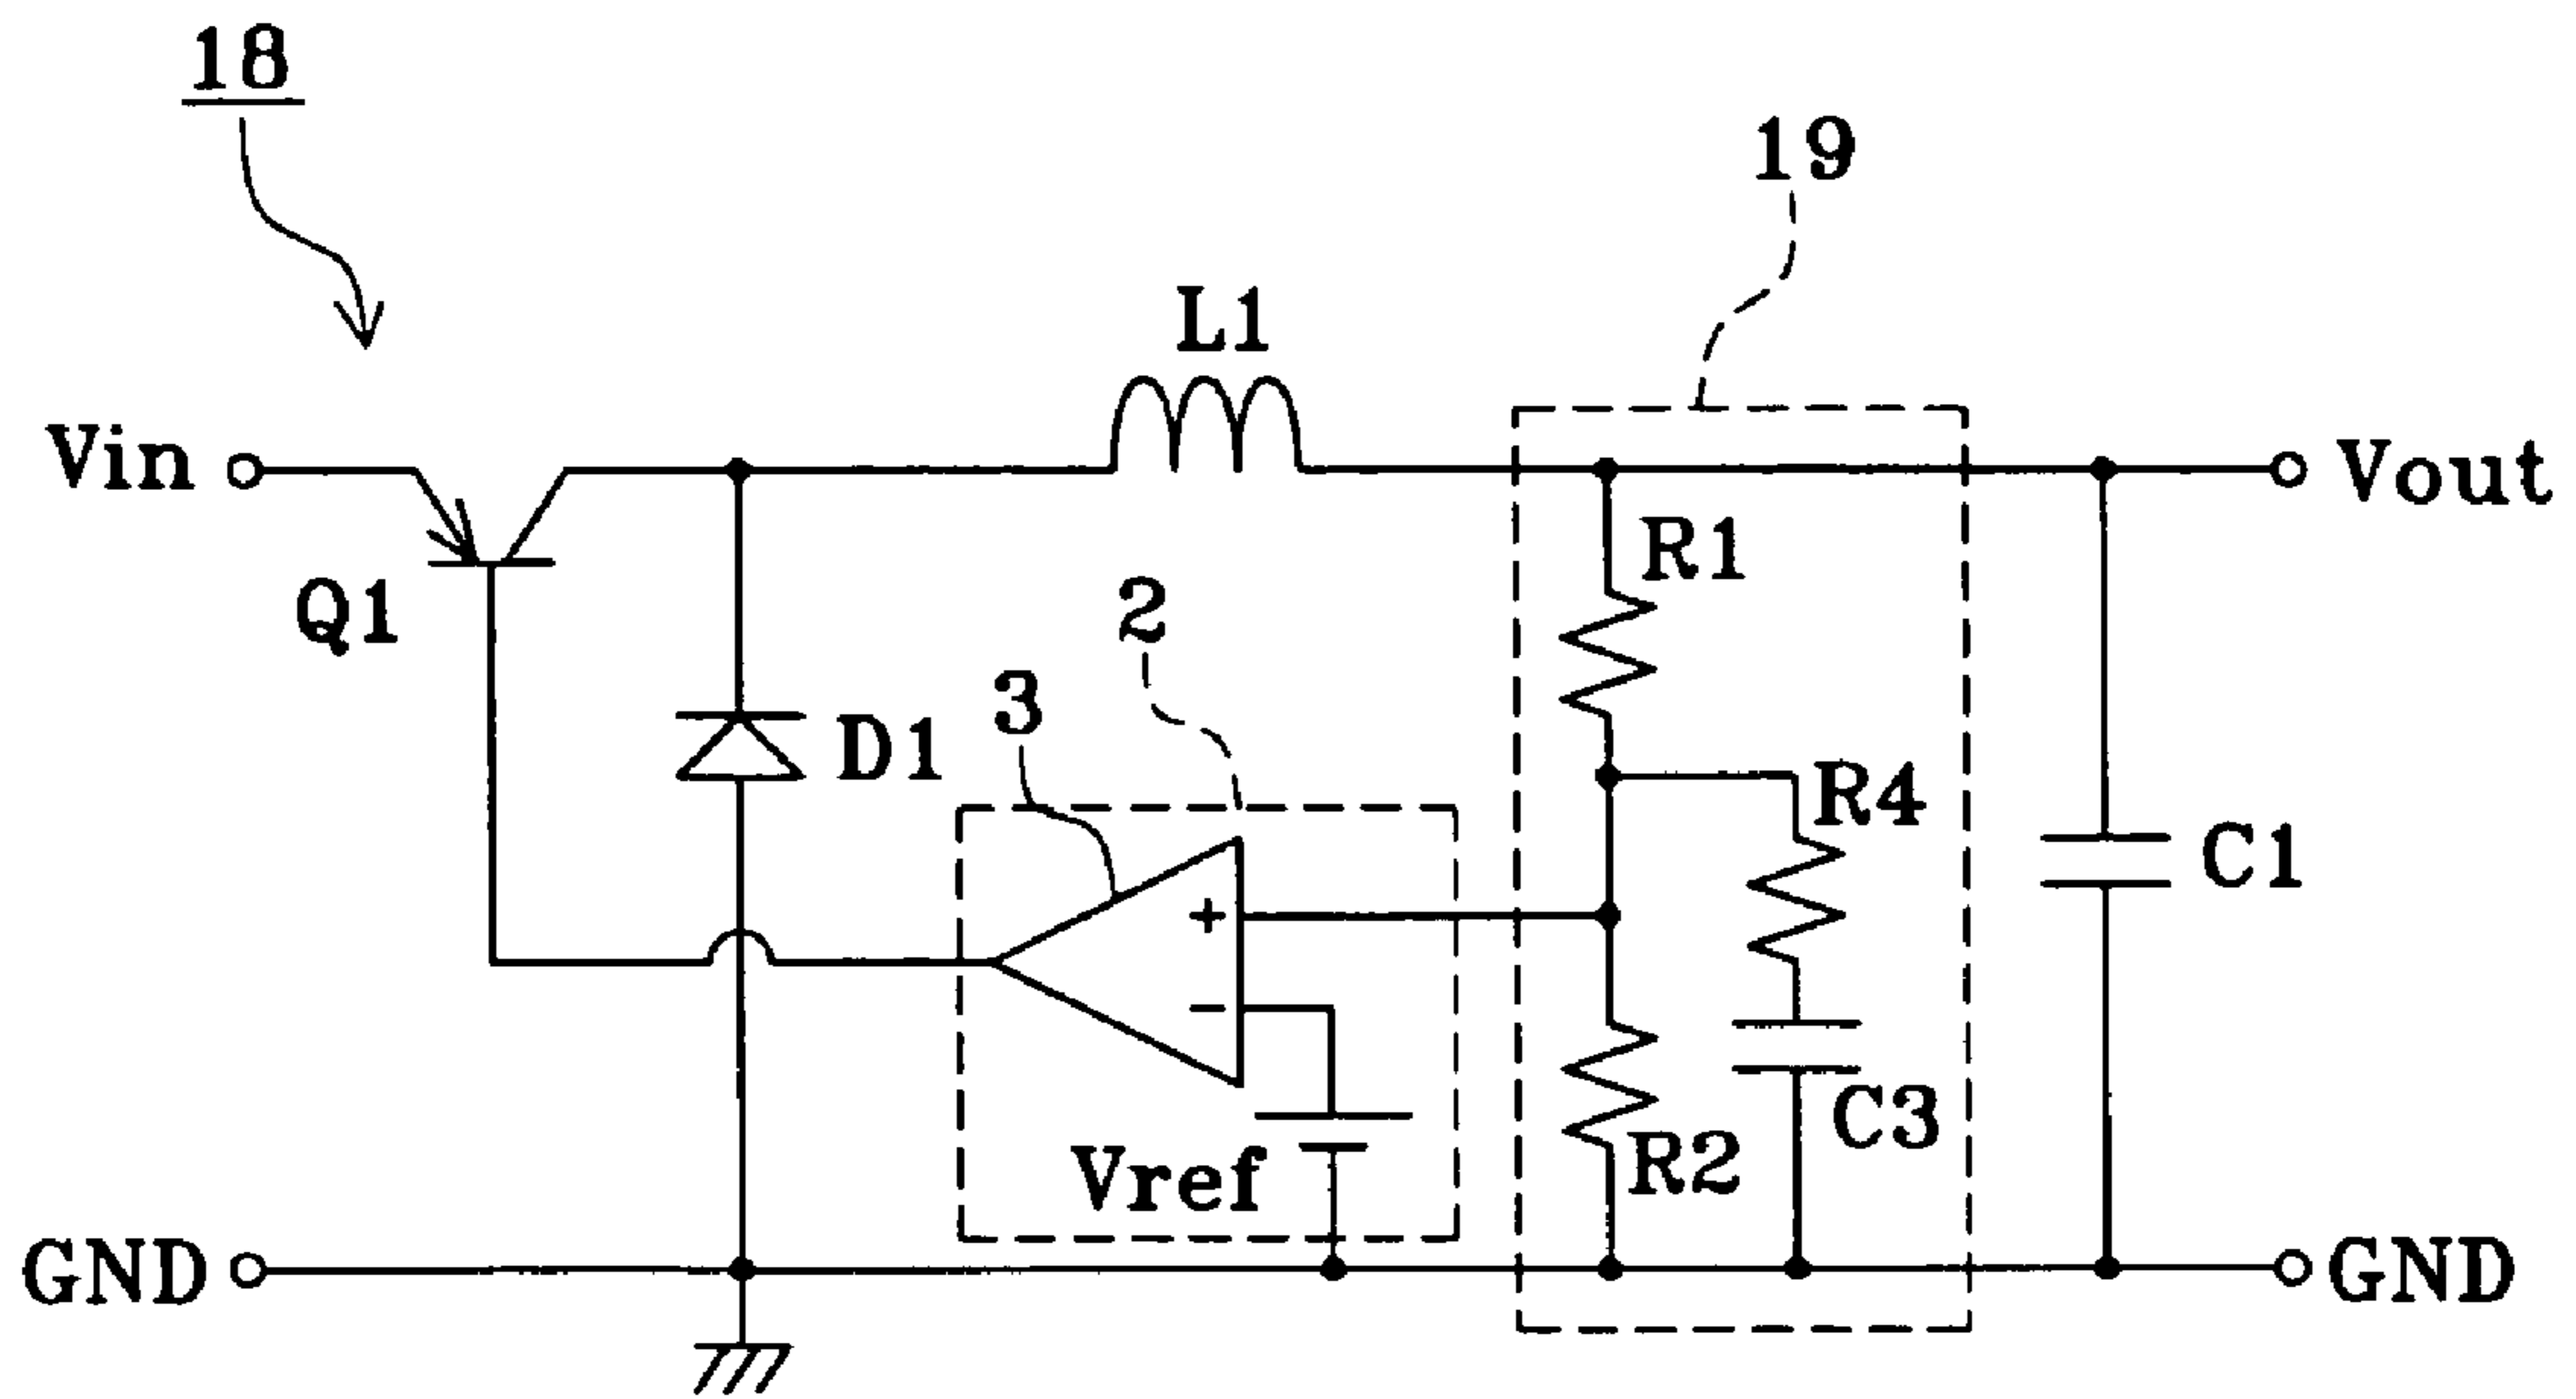 18
19
L1
Vin
Vout
R1
Q1
2
3
D1
R4
C1
+
−
C3
R2
Vref
GND
GND